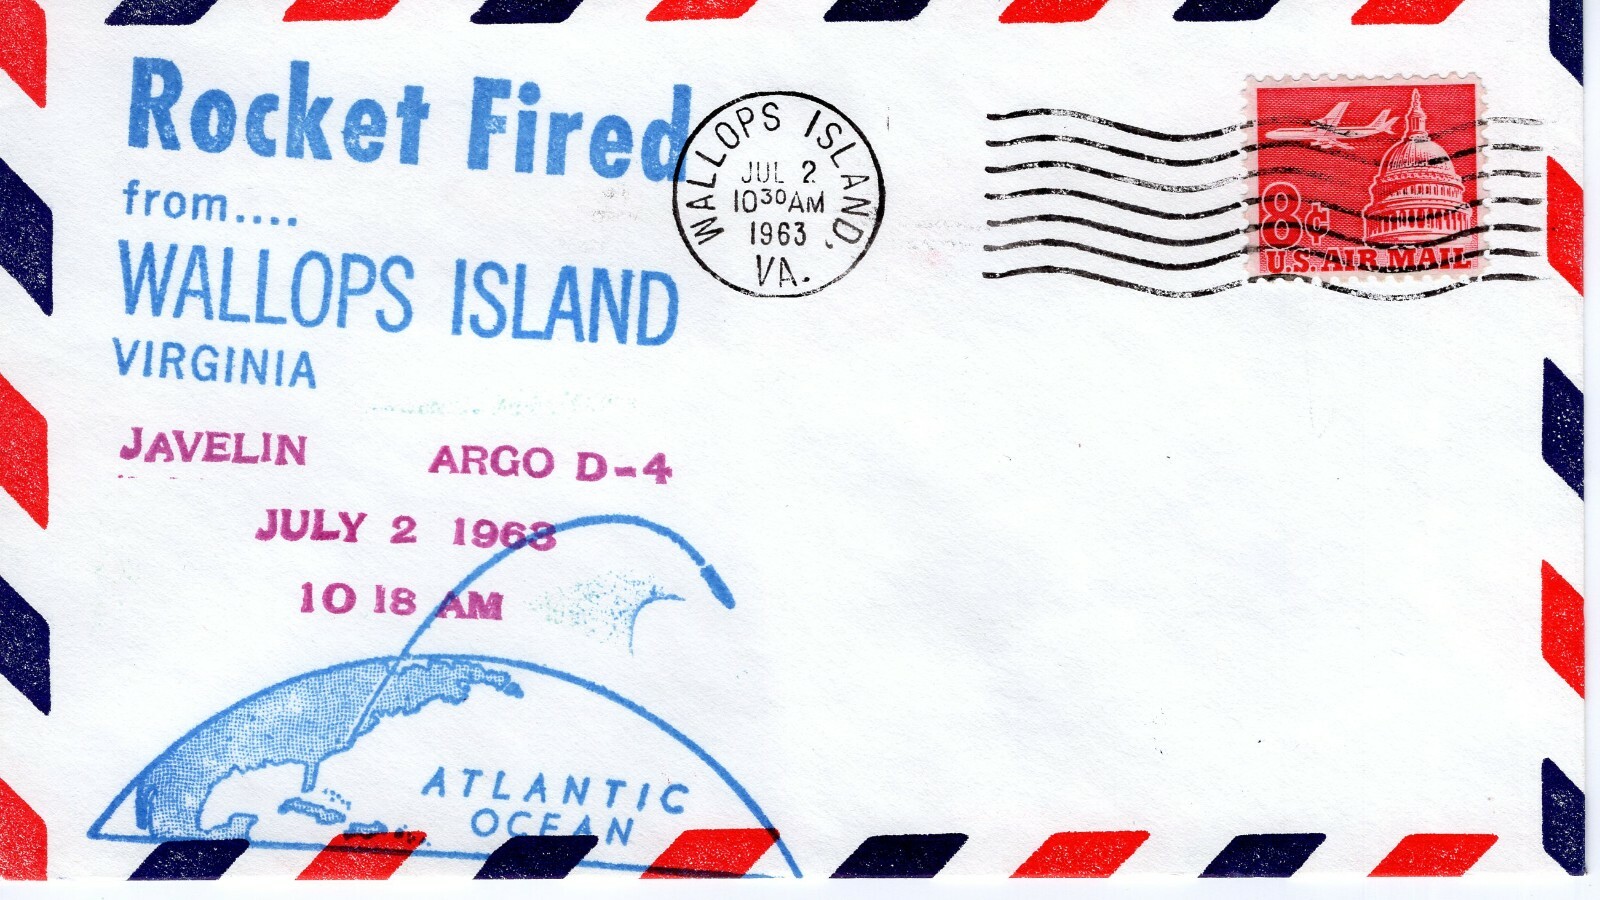 Rocket Fired
from....
WALLOPS ISLAND
VIRGINIA
JAVELIN ARGO D-4
JULY 2 1963
10 18 AM
ATLANTIC
OCEAN
WALLOPS ISLAND,
JUL 2
10 30 AM
1963
VA.
8¢
U.S. AIR MAIL